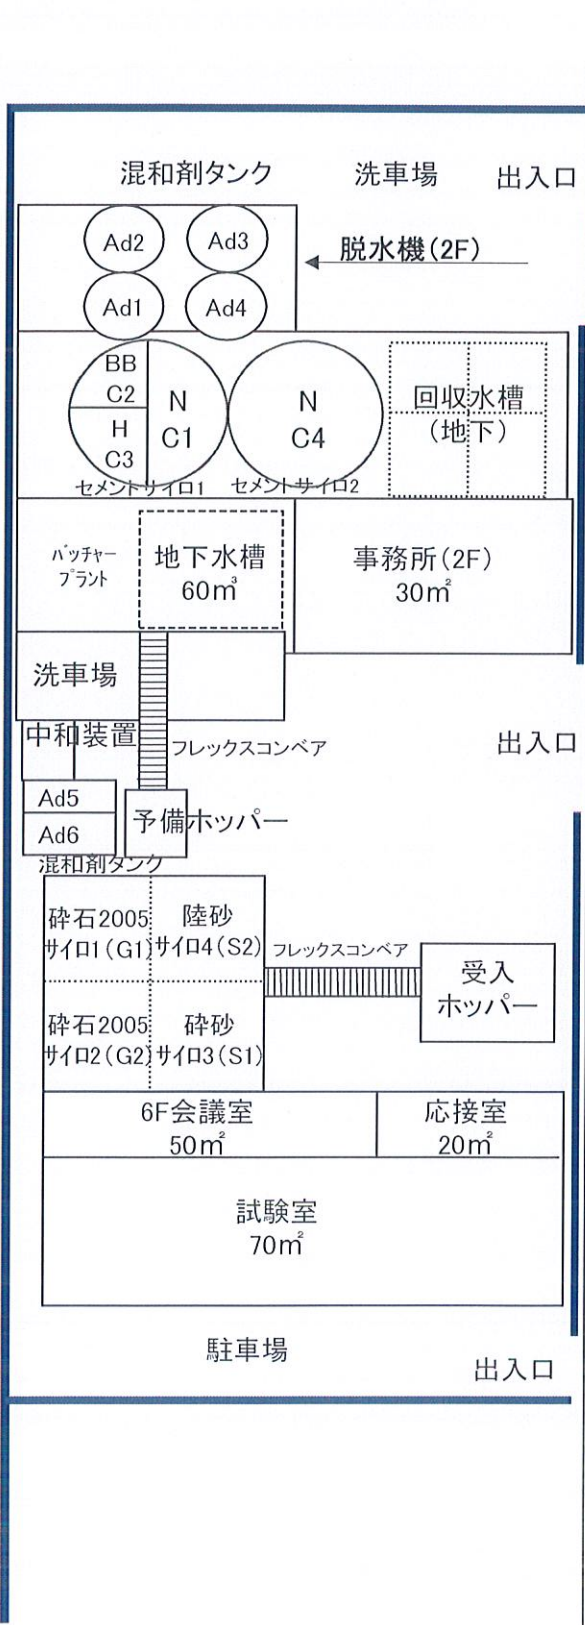 混和剤タンク
洗車場
出入口
Ad2
Ad3
脱水機(2F)
Ad1
Ad4
BB
C2
H
C3
N
C1
N
C4
回収水槽
(地下)
セメントサイロ1
セメントサイロ2
バッチャー
プラント
地下水槽
60㎥
事務所(2F)
30㎡
洗車場
中和装置
フレックスコンベア
出入口
Ad5
Ad6
予備ホッパー
混和剤タンク
砕石2005
サイロ1(G1)
陸砂
サイロ4(S2)
フレックスコンベア
受入
ホッパー
砕石2005
サイロ2(G2)
砕砂
サイロ3(S1)
6F会議室
50㎡
応接室
20㎡
試験室
70㎡
駐車場
出入口